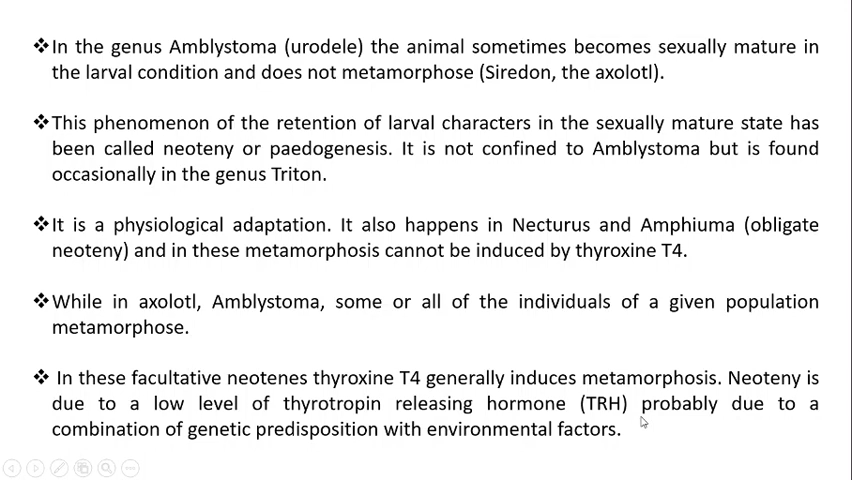 ❖In the genus Amblystoma (urodele) the animal sometimes becomes sexually mature in
the larval condition and does not metamorphose (Siredon, the axolotl).
❖This phenomenon of the retention of larval characters in the sexually mature state has
been called neoteny or paedogenesis. It is not confined to Amblystoma but is found
occasionally in the genus Triton.
❖It is a physiological adaptation. It also happens in Necturus and Amphiuma (obligate
neoteny) and in these metamorphosis cannot be induced by thyroxine T4.
❖While in axolotl, Amblystoma, some or all of the individuals of a given population
metamorphose.
❖ In these facultative neotenes thyroxine T4 generally induces metamorphosis. Neoteny is
due to a low level of thyrotropin releasing hormone (TRH) probably due to a
combination of genetic predisposition with environmental factors.